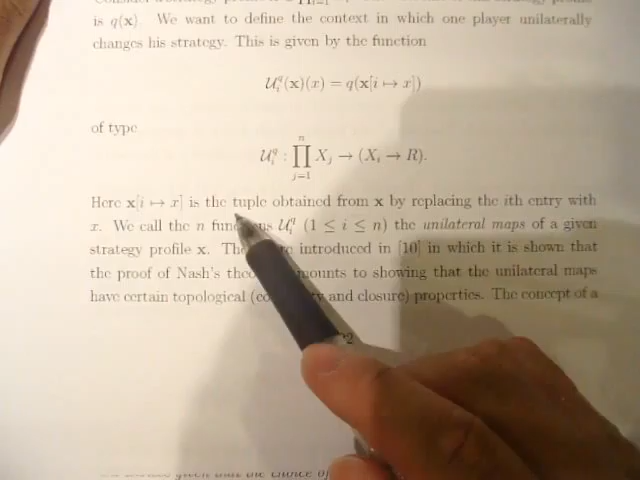 is q(x). We want to define the context in which one player unilaterally
changes his strategy. This is given by the function
𝒰ᵢ^q(x)(x) = q(x[i ↦ x])
of type
𝒰ᵢ^q : ∏ⁿⱼ₌₁ Xⱼ → (Xᵢ → R).
Here x[i ↦ x] is the tuple obtained from x by replacing the ith entry with
x. We call the n 𝒰ᵢ^q (1 ≤ i ≤ n) the unilateral maps of a given
strategy profile x. introduced in [10] in which it is shown that
the proof of Nash's to showing that the unilateral maps
have certain topological and closure) properties. The concept of a